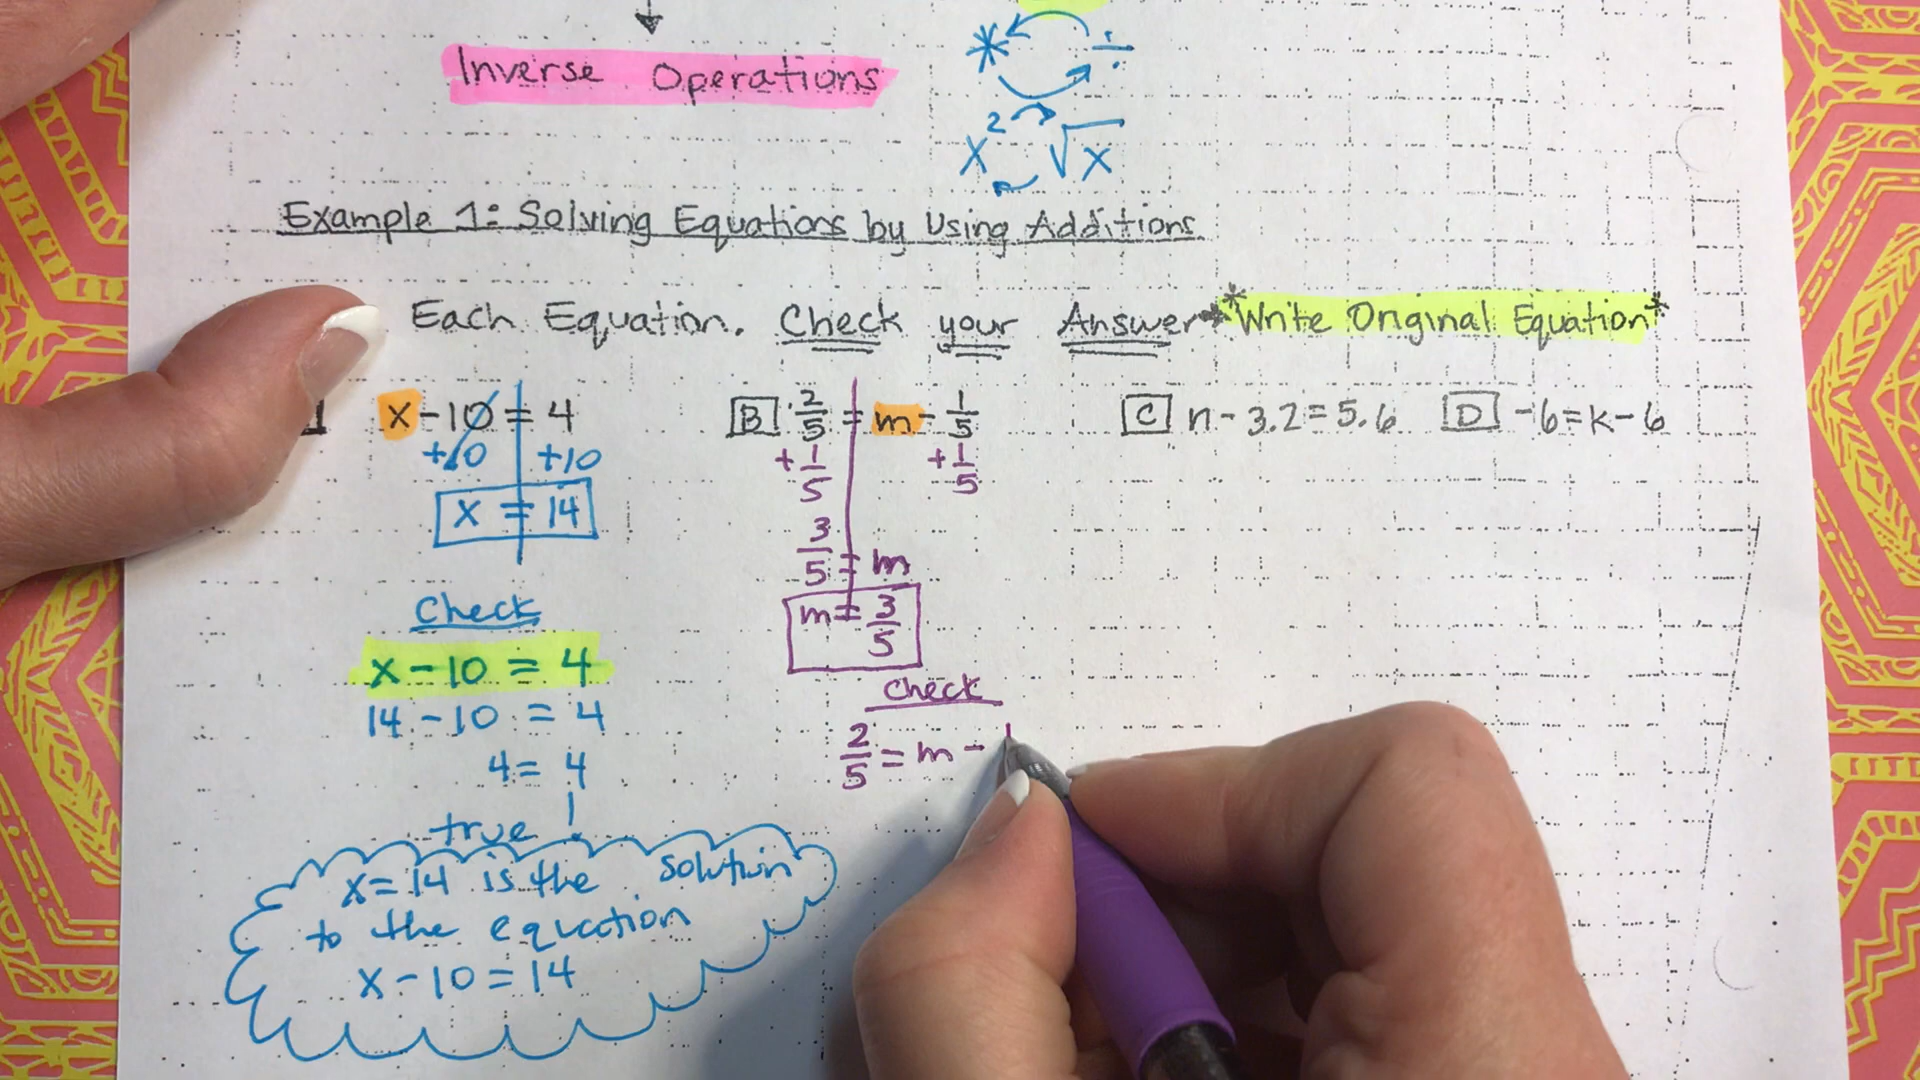 Inverse Operations
* ÷
x² √x
Example 1: Solving Equations by Using Additions
Each Equation. Check your Answer **Write Original Equation*
x - 10 = 4
+10 +10
x = 14
Check
x - 10 = 4
14 - 10 = 4
4 = 4
true
x = 14 is the solution
to the equation
x - 10 = 14
B 2/5 = m - 1/5
+ 1/5 + 1/5
3/5 = m
m = 3/5
Check
2/5 = m -
C n - 3.2 = 5.6
D -6 = k - 6